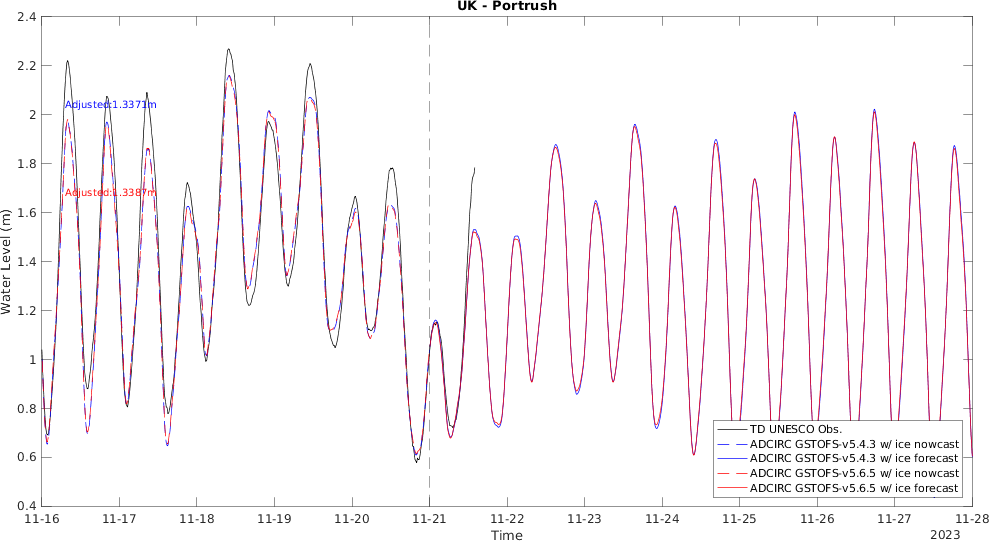 UK - Portrush
2.4
2.2
2
1.8
1.6
1.4
1.2
1
0.8
0.6
0.4
Water Level (m)
Adjusted:1.3371m
Adjusted:1.3387m
TD UNESCO Obs.
ADCIRC GSTOFS-v5.4.3 w/ ice nowcast
ADCIRC GSTOFS-v5.4.3 w/ ice forecast
ADCIRC GSTOFS-v5.6.5 w/ ice nowcast
ADCIRC GSTOFS-v5.6.5 w/ ice forecast
11-16 11-17 11-18 11-19 11-20 11-21 11-22 11-23 11-24 11-25 11-26 11-27 11-28
Time
2023